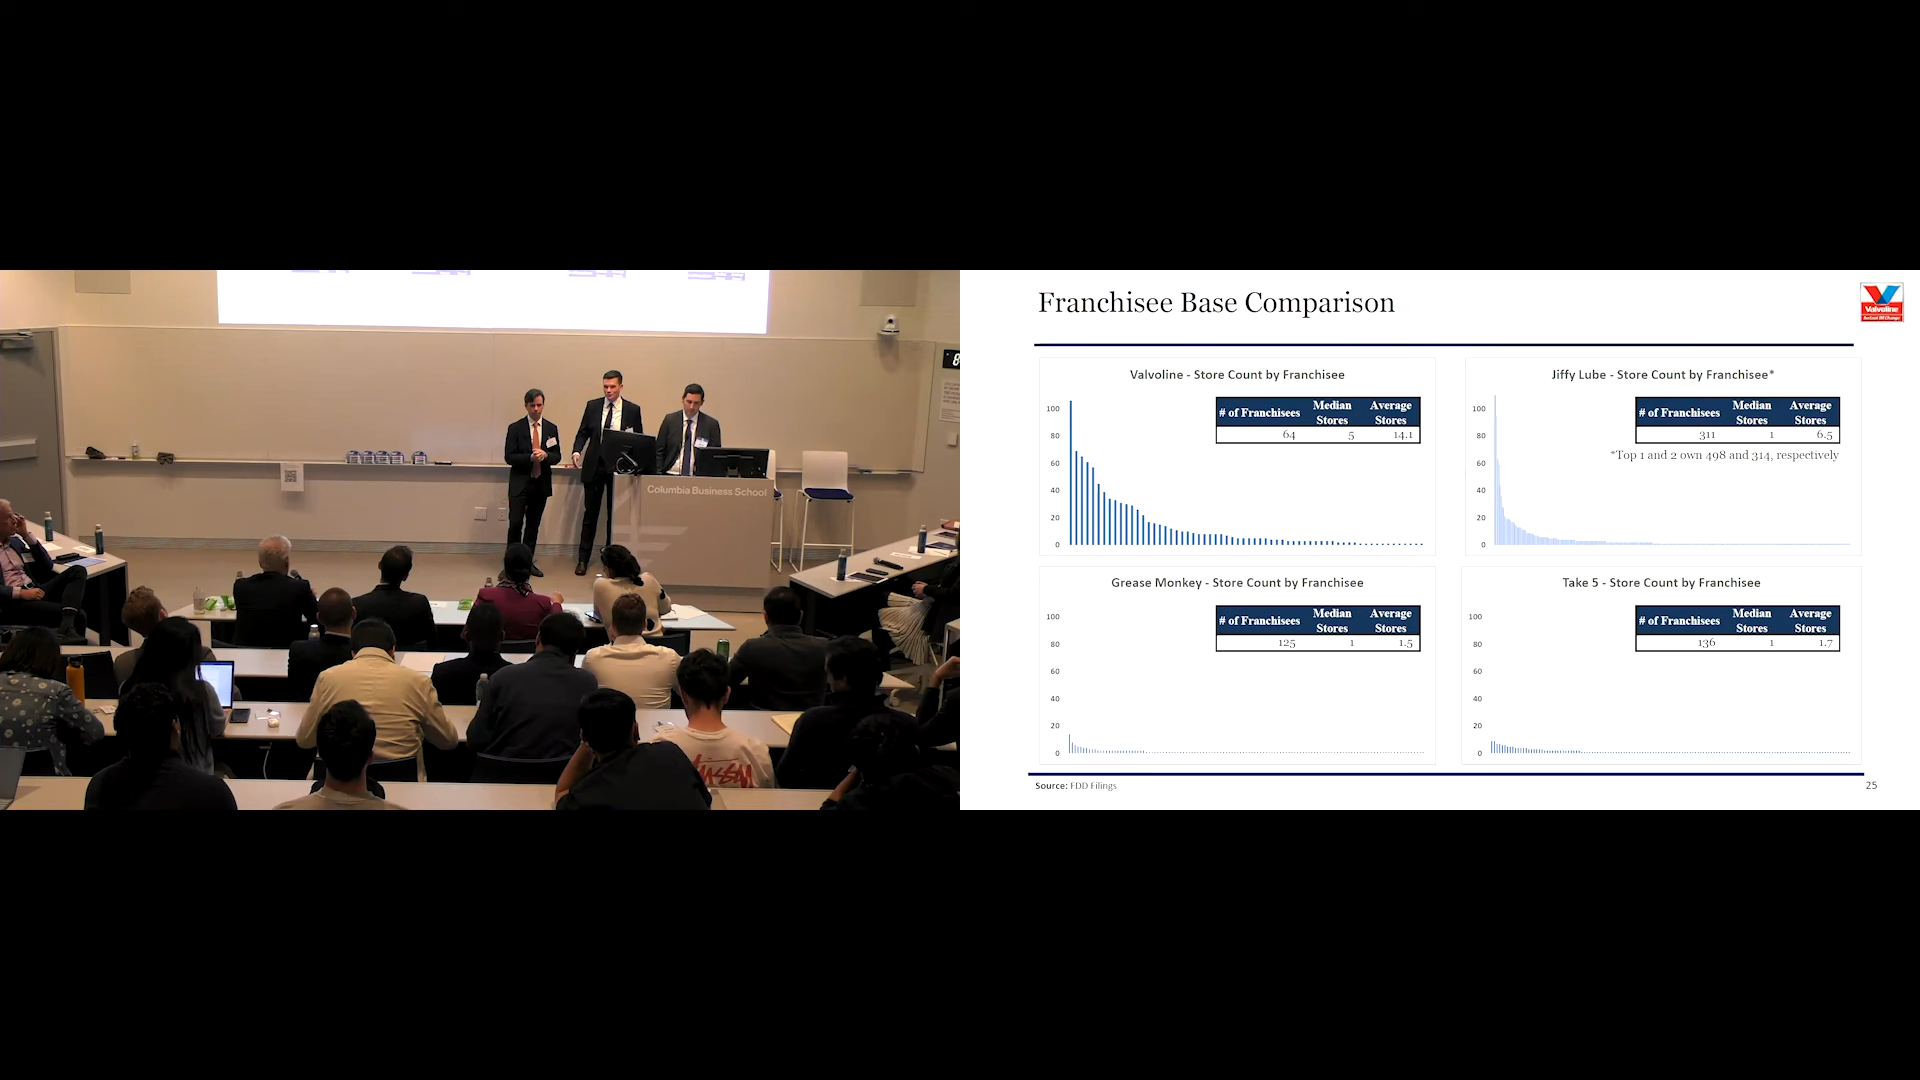 Columbia Business School
Franchisee Base Comparison
Valvoline
Instant Oil Change
Valvoline - Store Count by Franchisee
# of Franchisees Median Stores Average Stores
64 5 14.1
100
80
60
40
20
0
Jiffy Lube - Store Count by Franchisee*
# of Franchisees Median Stores Average Stores
311 1 6.5
*Top 1 and 2 own 498 and 314, respectively
100
80
60
40
20
0
Grease Monkey - Store Count by Franchisee
# of Franchisees Median Stores Average Stores
125 1 1.5
100
80
60
40
20
0
Take 5 - Store Count by Franchisee
# of Franchisees Median Stores Average Stores
136 1 1.7
100
80
60
40
20
0
Source: FDD Filings
25